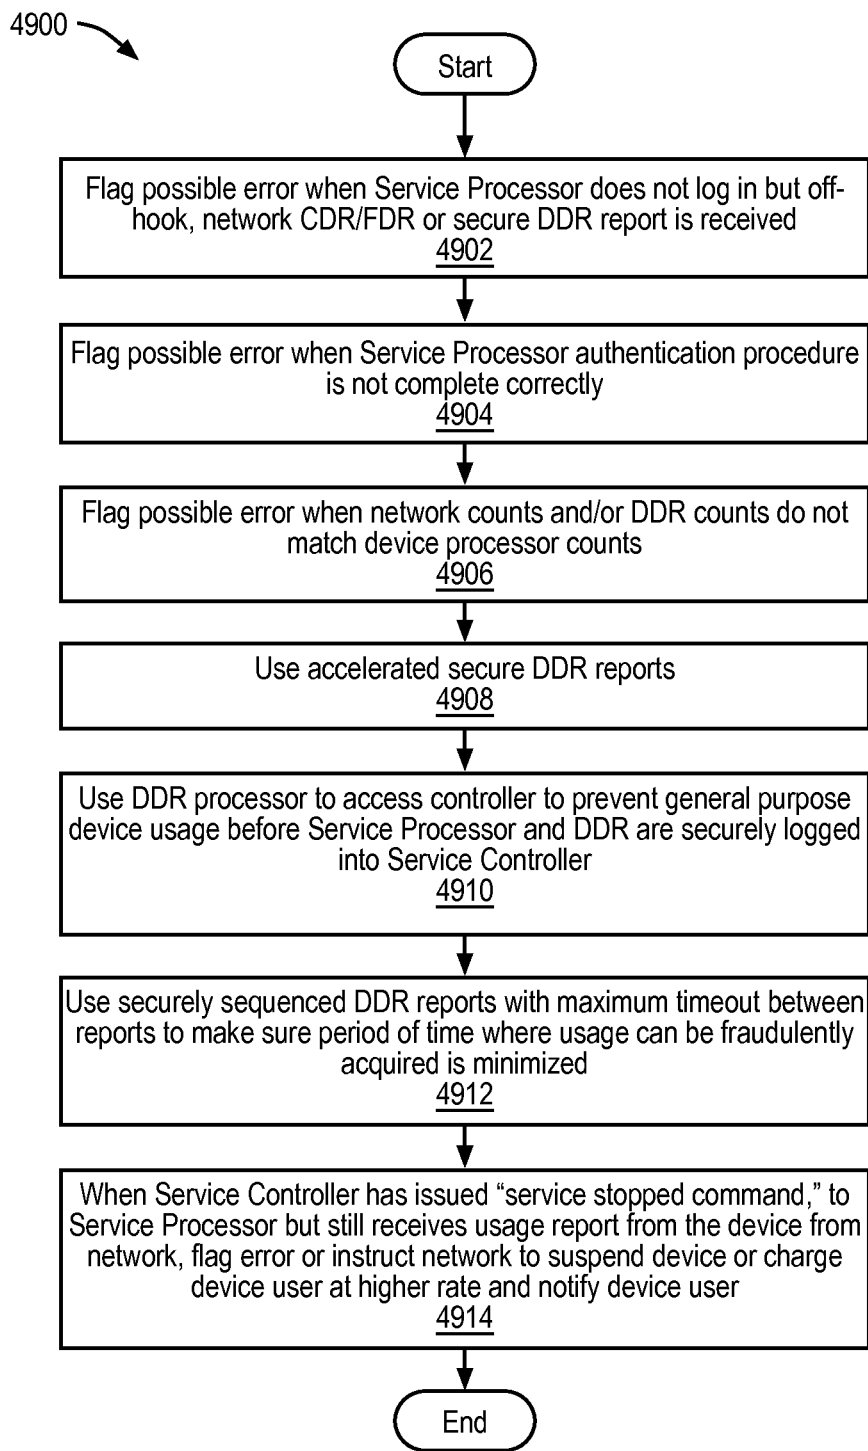 4900
Start
Flag possible error when Service Processor does not log in but off-
hook, network CDR/FDR or secure DDR report is received
4902
Flag possible error when Service Processor authentication procedure
is not complete correctly
4904
Flag possible error when network counts and/or DDR counts do not
match device processor counts
4906
Use accelerated secure DDR reports
4908
Use DDR processor to access controller to prevent general purpose
device usage before Service Processor and DDR are securely logged
into Service Controller
4910
Use securely sequenced DDR reports with maximum timeout between
reports to make sure period of time where usage can be fraudulently
acquired is minimized
4912
When Service Controller has issued “service stopped command,” to
Service Processor but still receives usage report from the device from
network, flag error or instruct network to suspend device or charge
device user at higher rate and notify device user
4914
End